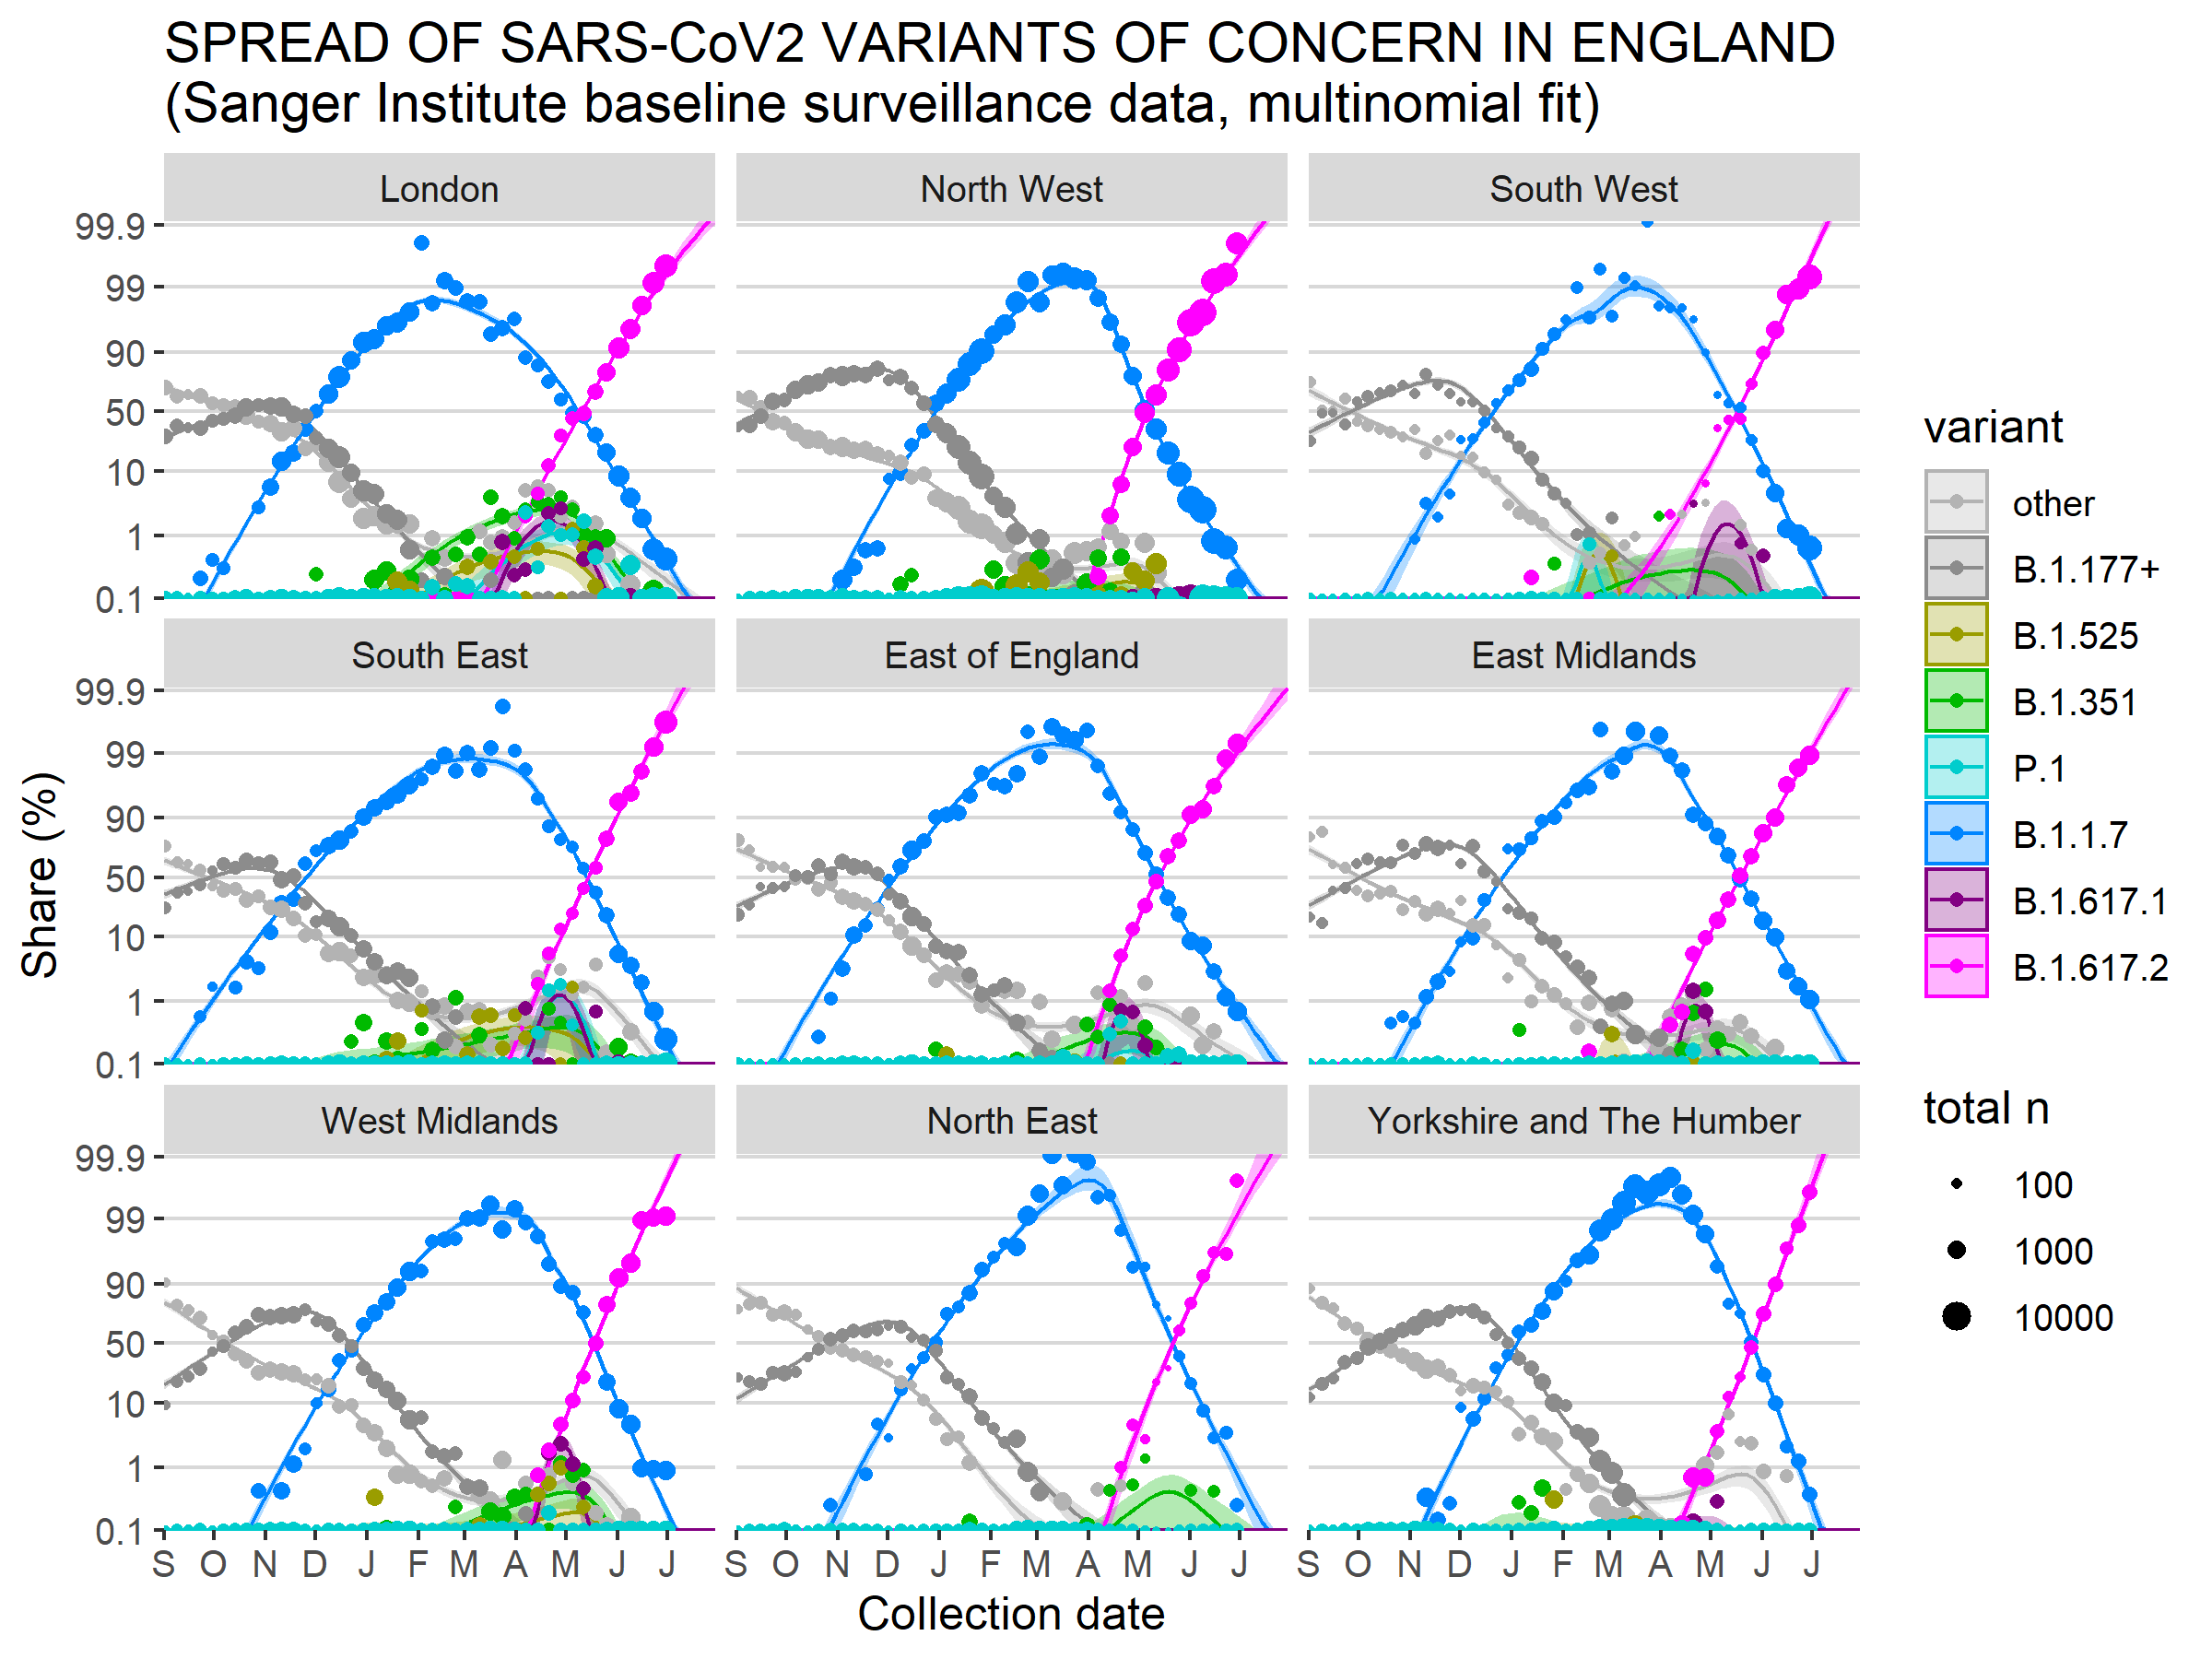 SPREAD OF SARS-CoV2 VARIANTS OF CONCERN IN ENGLAND
(Sanger Institute baseline surveillance data, multinomial fit)
London
North West
South West
99.9
99
90
50
10
1
0.1
South East
East of England
East Midlands
99.9
99
90
50
10
1
0.1
West Midlands
North East
Yorkshire and The Humber
99.9
99
90
50
10
1
0.1
S O N D J F M A M J J
S O N D J F M A M J J
S O N D J F M A M J J
Collection date
Share (%)
variant
other
B.1.177+
B.1.525
B.1.351
P.1
B.1.1.7
B.1.617.1
B.1.617.2
total n
100
1000
10000